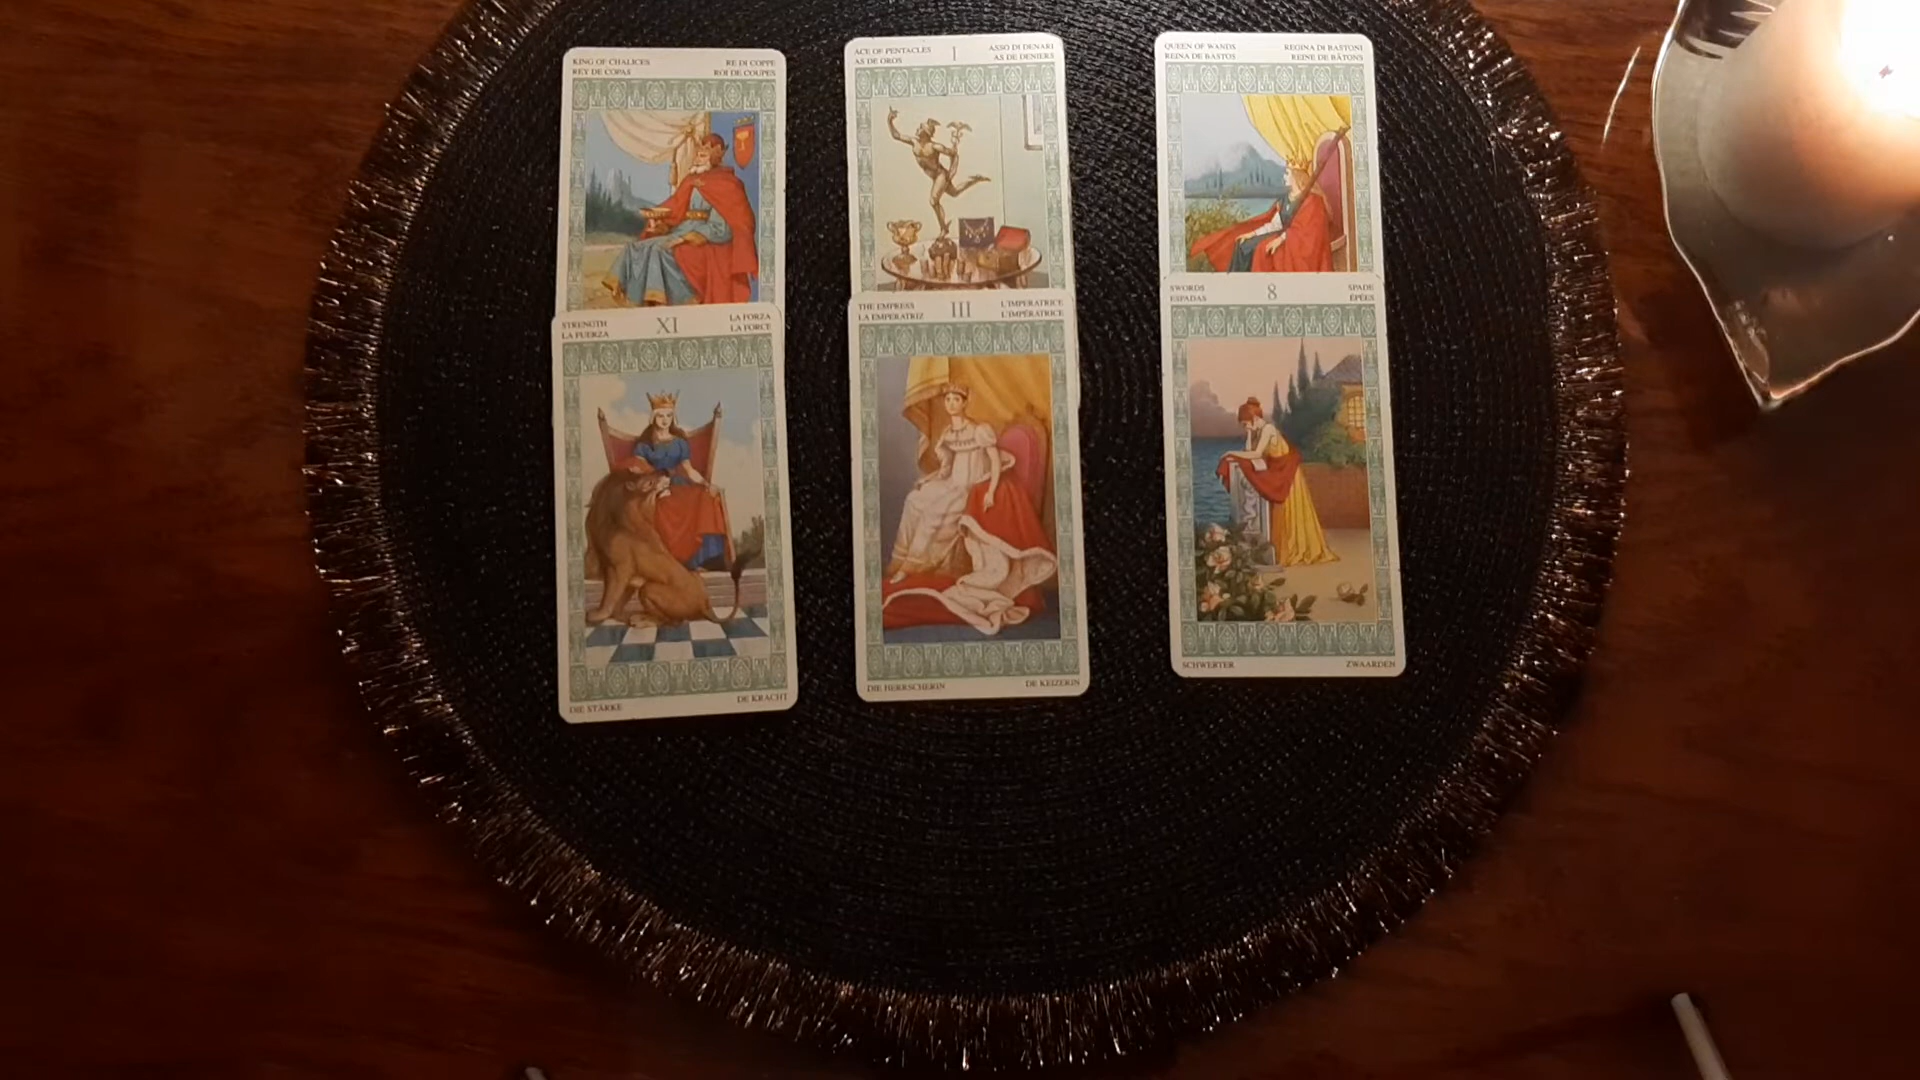 KING OF CHALICES RE DI COPPE
REY DE COPAS ROI DE COUPES
ACE OF PENTACLES I ASSO DI DENARI
AS DE OROS AS DE DENIERS
QUEEN OF WANDS REGINA DI BASTONI
REINA DE BASTOS REINE DE BÂTONS
STRENGTH XI LA FORZA
LA FUERZA LA FORCE
THE EMPRESS III L'IMPERATRICE
LA EMPERATRIZ L'IMPÉRATRICE
SWORDS 8 SPADE
ESPADAS ÉPÉES
DIE STÄRKE DE KRACHT
DIE HERRSCHERIN DE KEIZERIN
SCHWERTER ZWAARDEN